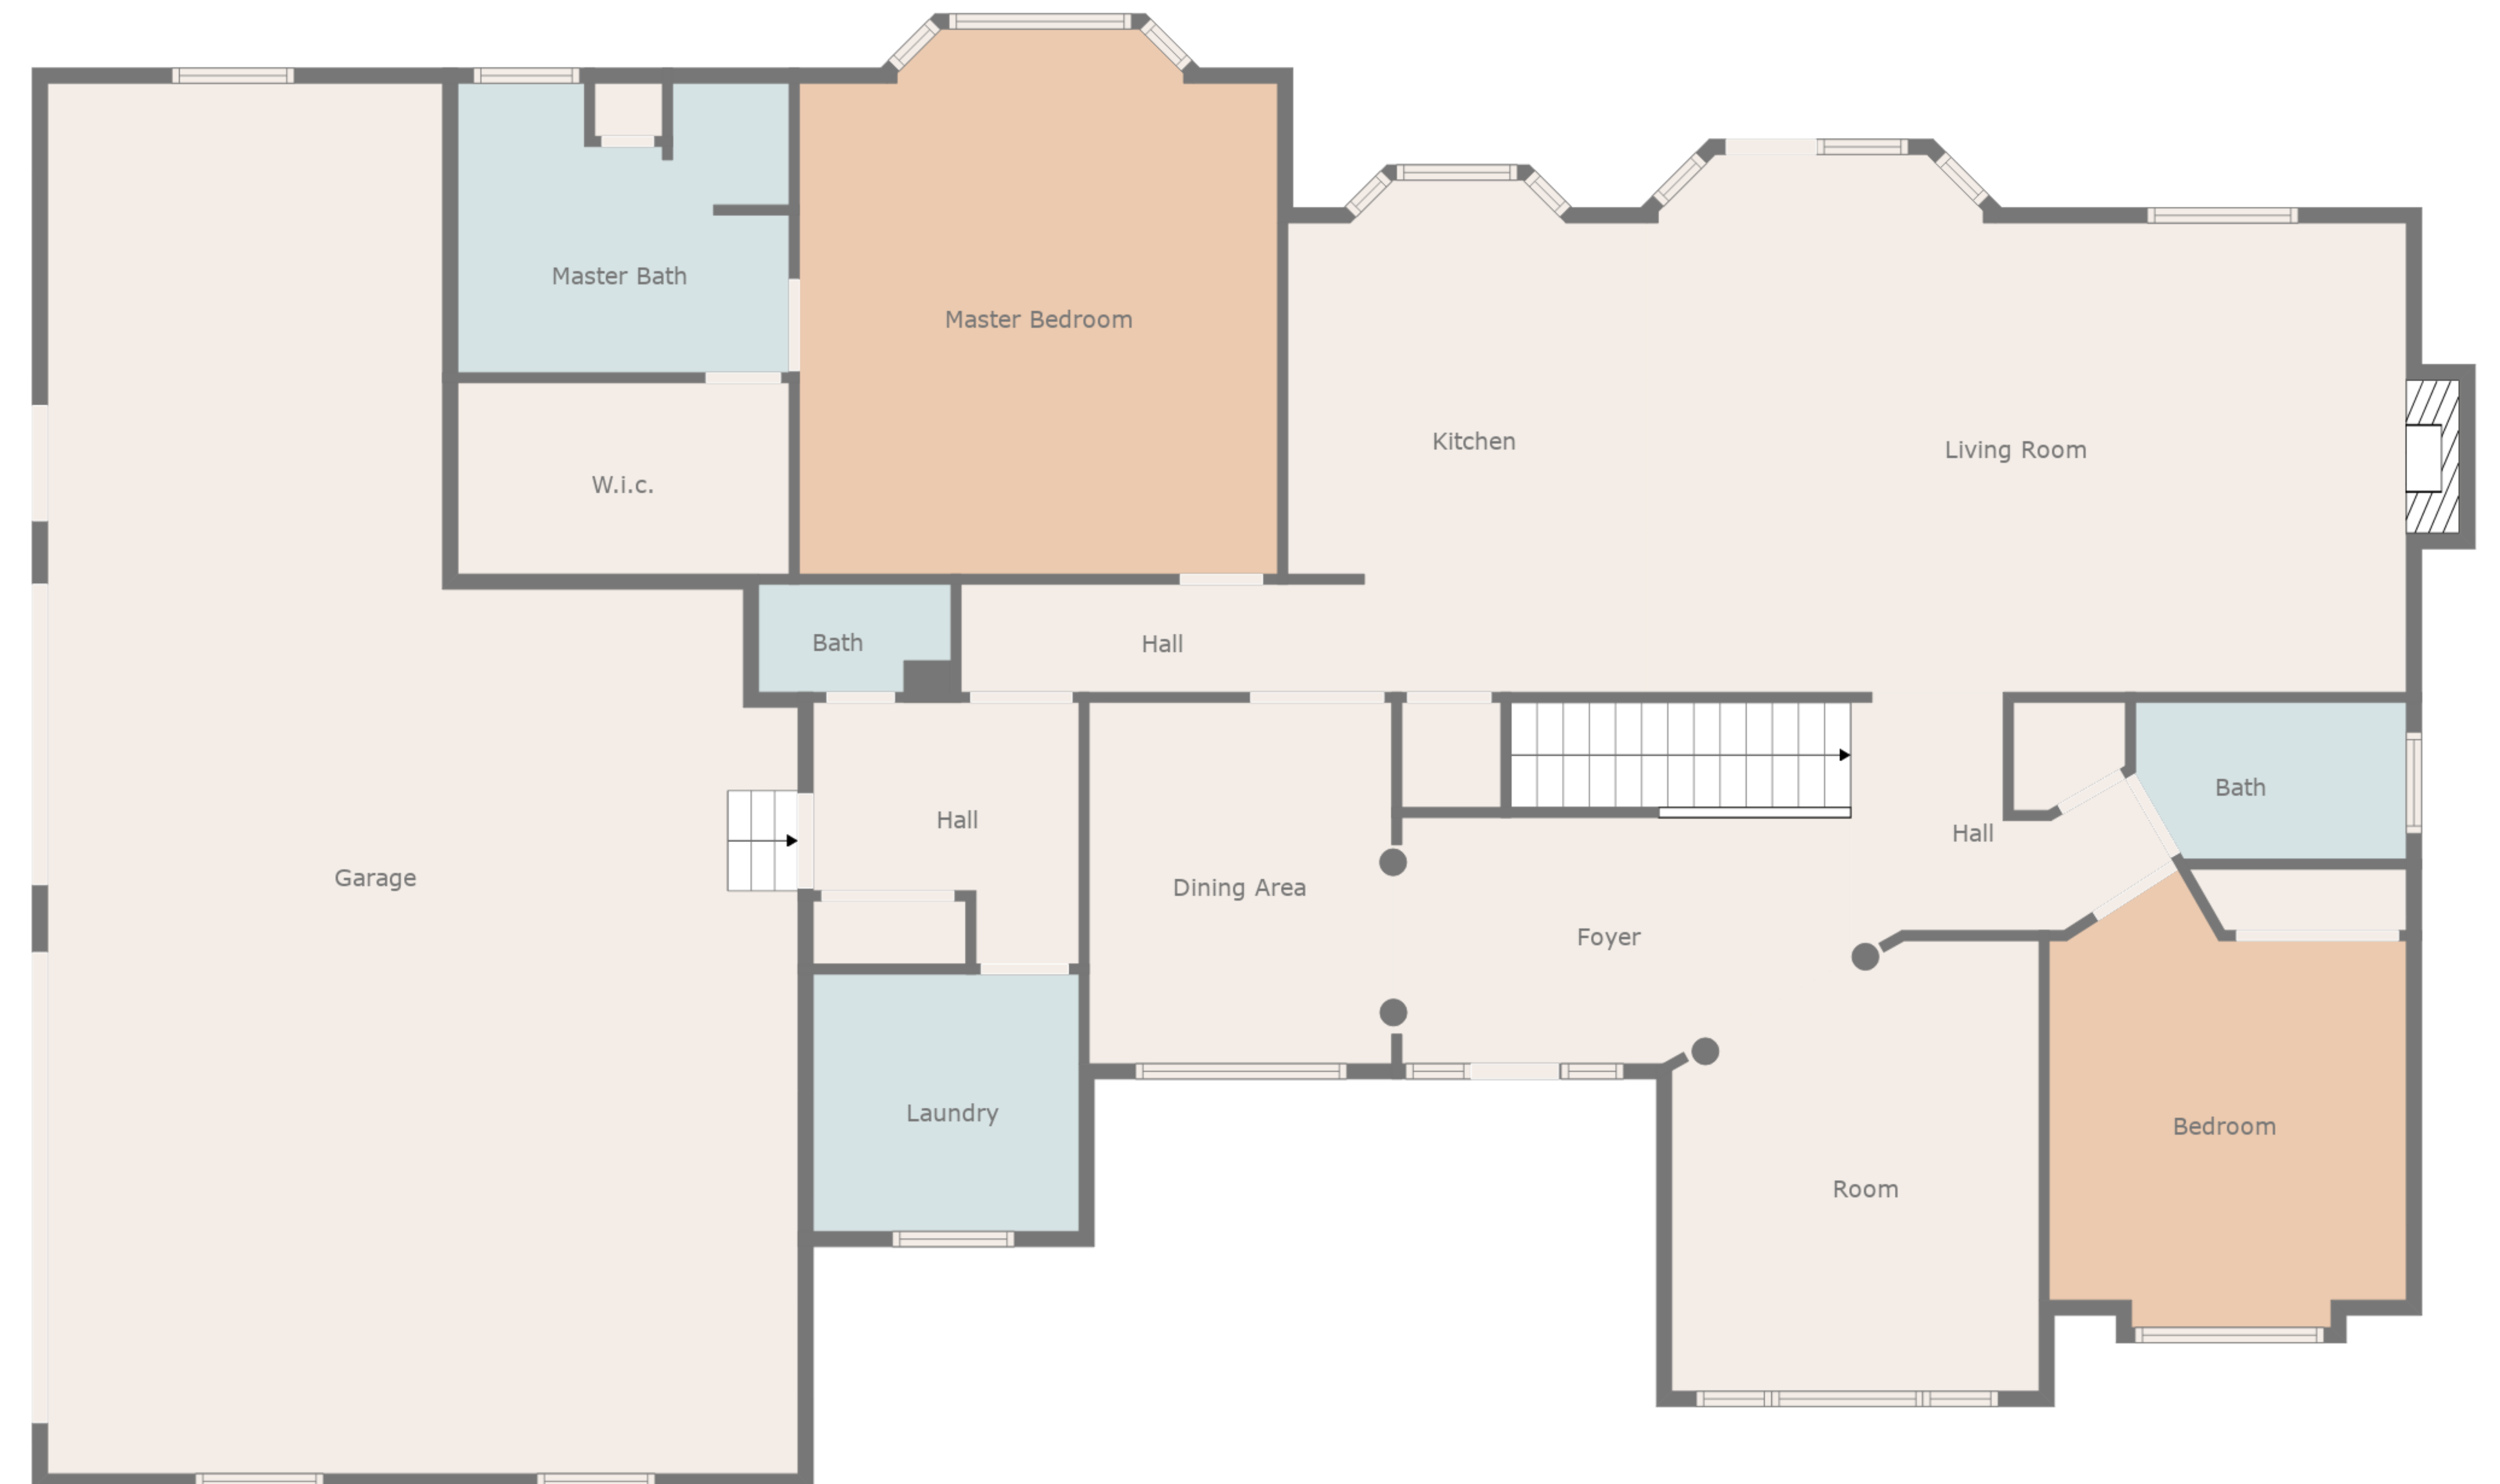 Master Bath
Master Bedroom
Kitchen
Living Room
W.i.c.
Bath
Hall
Bath
Hall
Hall
Garage
Dining Area
Foyer
Laundry
Bedroom
Room